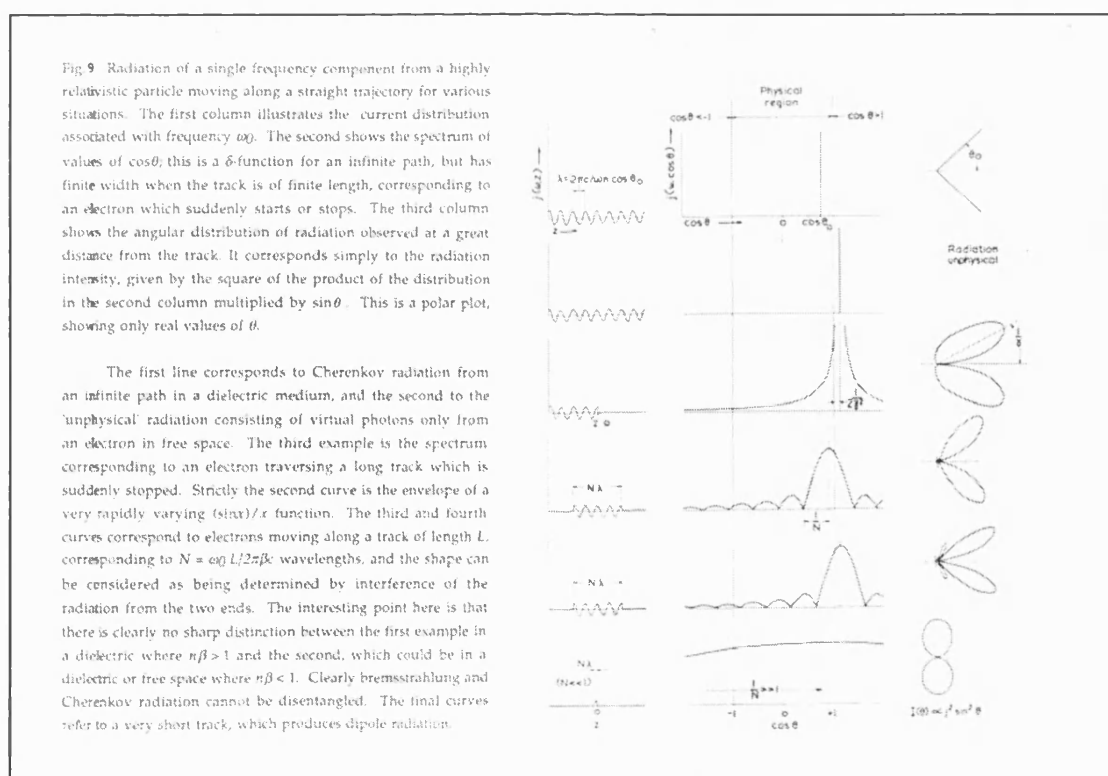 Fig.9 Radiation of a single frequency component from a highly
relativistic particle moving along a straight trajectory for various
situations. The first column illustrates the current distribution
associated with frequency ω0. The second shows the spectrum of
values of cosθ; this is a δ-function for an infinite path, but has
finite width when the track is of finite length, corresponding to
an electron which suddenly starts or stops. The third column
shows the angular distribution of radiation observed at a great
distance from the track. It corresponds simply to the radiation
intensity, given by the square of the product of the distribution
in the second column multiplied by sinθ. This is a polar plot,
showing only real values of θ.
The first line corresponds to Cherenkov radiation from
an infinite path in a dielectric medium, and the second to the
'unphysical' radiation consisting of virtual photons only from
an electron in free space. The third example is the spectrum
corresponding to an electron traversing a long track which is
suddenly stopped. Strictly the second curve is the envelope of a
very rapidly varying (sinx)/x function. The third and fourth
curves correspond to electrons moving along a track of length L,
corresponding to N = ω0 L/2πβc wavelengths, and the shape can
be considered as being determined by interference of the
radiation from the two ends. The interesting point here is that
there is clearly no sharp distinction between the first example in
a dielectric where nβ > 1 and the second, which could be in a
dielectric or free space where nβ < 1. Clearly bremsstrahlung and
Cherenkov radiation cannot be disentangled. The final curves
refer to a very short track, which produces dipole radiation.
Physical
region
cosθ<-1
cosθ>1
j(ω,z)
λ=2πc/ωn cosθ0
z
j(ω,cosθ)
cosθ
0
cosθ0
θ0
Radiation
unphysical
z
0
Nλ
1/N
Nλ
Nλ
(N<<1)
0
z
1/N >>1
-1
0
+1
cosθ
I(θ) ∝ j² sin² θ